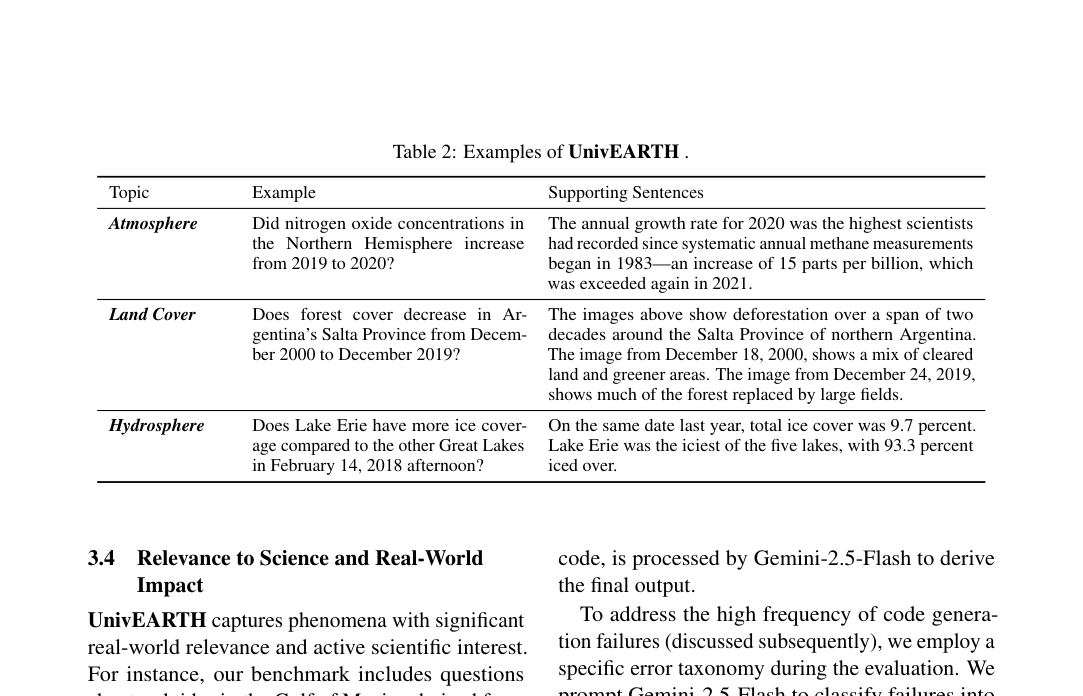 Table 2: Examples of UnivEARTH .
Topic Example Supporting Sentences
Atmosphere
Did nitrogen oxide concentrations in
the Northern Hemisphere increase
from 2019 to 2020?
The annual growth rate for 2020 was the highest scientists
had recorded since systematic annual methane measurements
began in 1983—an increase of 15 parts per billion, which
was exceeded again in 2021.
Land Cover
Does forest cover decrease in Ar-
gentina's Salta Province from Decem-
ber 2000 to December 2019?
The images above show deforestation over a span of two
decades around the Salta Province of northern Argentina.
The image from December 18, 2000, shows a mix of cleared
land and greener areas. The image from December 24, 2019,
shows much of the forest replaced by large fields.
Hydrosphere
Does Lake Erie have more ice cover-
age compared to the other Great Lakes
in February 14, 2018 afternoon?
On the same date last year, total ice cover was 9.7 percent.
Lake Erie was the iciest of the five lakes, with 93.3 percent
iced over.
3.4 Relevance to Science and Real-World
Impact
UnivEARTH captures phenomena with significant
real-world relevance and active scientific interest.
For instance, our benchmark includes questions
code, is processed by Gemini-2.5-Flash to derive
the final output.
To address the high frequency of code genera-
tion failures (discussed subsequently), we employ a
specific error taxonomy during the evaluation. We
prompt Gemini-2.5-Flash to classify failures into